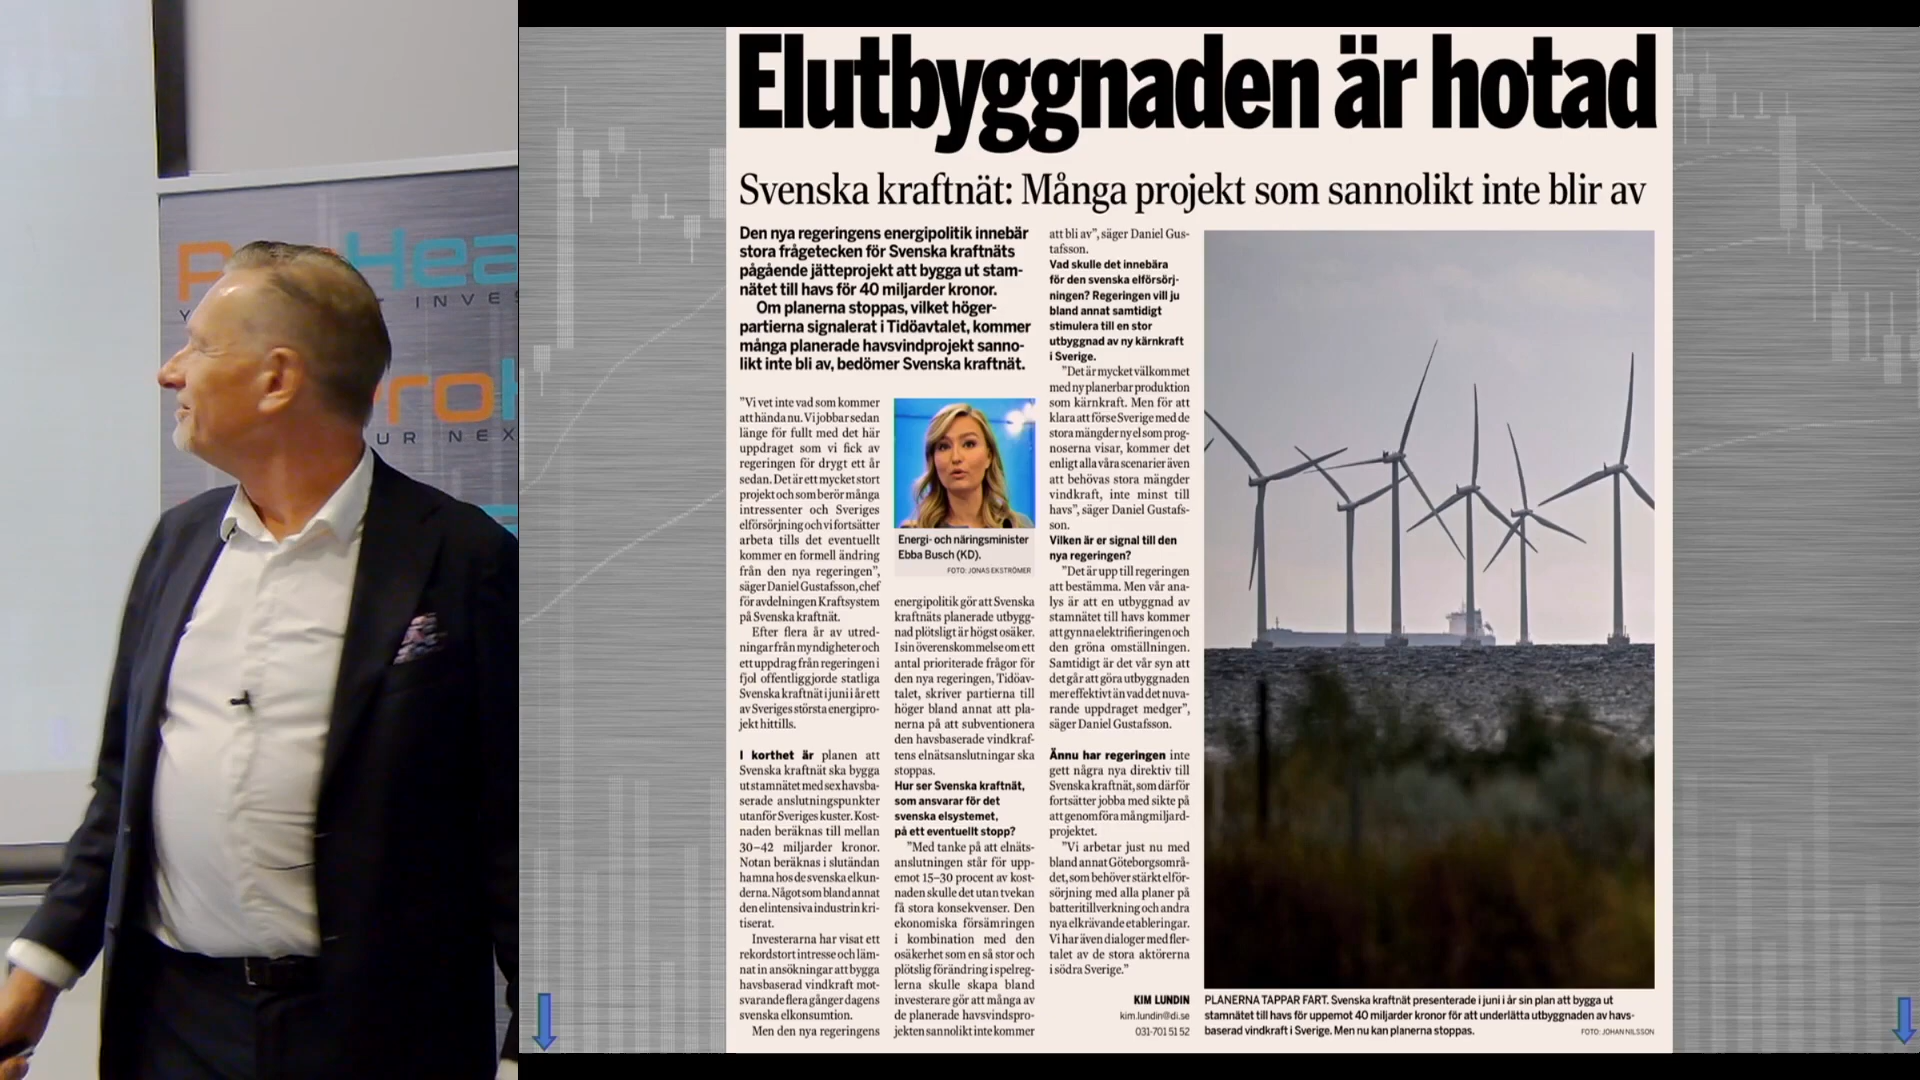 Hea
INVES
Y
ro
UR NEX
Elutbyggnaden är hotad
Svenska kraftnät: Många projekt som sannolikt inte blir av
Den nya regeringens energipolitik innebär
stora frågetecken för Svenska kraftnäts
pågående jätteprojekt att bygga ut stam-
nätet till havs för 40 miljarder kronor.
Om planerna stoppas, vilket höger-
partierna signalerat i Tidöavtalet, kommer
många planerade havsvindprojekt sanno-
likt inte bli av, bedömer Svenska kraftnät.
"Vi vet inte vad som kommer
att hända nu. Vi jobbar sedan
länge för fullt med det här
uppdraget som vi fick av
regeringen för drygt ett år
sedan. Det är ett mycket stort
projekt och som berör många
intressenter och Sveriges
elförsörjning och vi fortsätter
arbeta tills det eventuellt
kommer en formell ändring
från den nya regeringen",
säger Daniel Gustafsson, chef
för avdelningen Kraftsystem
på Svenska kraftnät.
Efter flera år av utred-
ningar från myndigheter och
ett uppdrag från regeringen i
fjol offentliggjorde statliga
Svenska kraftnät i juni i år ett
av Sveriges största energipro-
jekt hittills.
I korthet är planen att
Svenska kraftnät ska bygga
ut stamnätet med sex havsba-
serade anslutningspunkter
utanför Sveriges kuster. Kost-
naden beräknas till mellan
30–42 miljarder kronor.
Notan beräknas i slutändan
hamna hos de svenska elkun-
derna. Något som bland annat
den elintensiva industrin kri-
tiserat.
Investerarna har visat ett
rekordstort intresse och läm-
nat in ansökningar att bygga
havsbaserad vindkraft mot-
svarande flera gånger dagens
svenska elkonsumtion.
Men den nya regeringens
Energi- och näringsminister
Ebba Busch (KD).
FOTO: JONAS EKSTRÖMER
energipolitik gör att Svenska
kraftnäts planerade utbygg-
nad plötsligt är högst osäker.
I sin överenskommelse om ett
antal prioriterade frågor för
den nya regeringen, Tidöav-
talet, skriver partierna till
höger bland annat att pla-
nerna på att subventionera
den havsbaserade vindkraf-
tens elnätsanslutningar ska
stoppas.
Hur ser Svenska kraftnät,
som ansvarar för det
svenska elsystemet,
på ett eventuellt stopp?
"Med tanke på att elnäts-
anslutningen står för upp-
emot 15–30 procent av kost-
naden skulle det utan tvekan
få stora konsekvenser. Den
ekonomiska försämringen
i kombination med den
osäkerhet som en så stor och
plötslig förändring i spelreg-
lerna skulle skapa bland
investerare gör att många av
de planerade havsvindspro-
jekten sannolikt inte kommer
att bli av", säger Daniel Gus-
tafsson.
Vad skulle det innebära
för den svenska elförsörj-
ningen? Regeringen vill ju
bland annat samtidigt
stimulera till en stor
utbyggnad av ny kärnkraft
i Sverige.
"Det är mycket välkommet
med ny planerbar produktion
som kärnkraft. Men för att
klara att förse Sverige med de
stora mängder ny el som prog-
noserna visar, kommer det
enligt alla våra scenarier även
att behövas stora mängder
vindkraft, inte minst till
havs", säger Daniel Gustafs-
son.
Vilken är er signal till den
nya regeringen?
"Det är upp till regeringen
att bestämma. Men vår ana-
lys är att en utbyggnad av
stamnätet till havs kommer
att gynna elektrifieringen och
den gröna omställningen.
Samtidigt är det vår syn att
det går att göra utbyggnaden
mer effektivt än vad det nuva-
rande uppdraget medger",
säger Daniel Gustafsson.
Ännu har regeringen inte
gett några nya direktiv till
Svenska kraftnät, som därför
fortsätter jobba med sikte på
att genomföra mångmiljard-
projektet.
"Vi arbetar just nu med
bland annat Göteborgsområ-
det, som behöver stärkt elför-
sörjning med alla planer på
batteritillverkning och andra
nya elkrävande etableringar.
Vi har även dialoger med fler-
talet av de stora aktörerna
i södra Sverige."
KIM LUNDIN
kim.lundin@di.se
031-701 51 52
PLANERNA TAPPAR FART. Svenska kraftnät presenterade i juni i år sin plan att bygga ut
stamnätet till havs för uppemot 40 miljarder kronor för att underlätta utbyggnaden av havs-
baserad vindkraft i Sverige. Men nu kan planerna stoppas.
FOTO: JOHAN NILSSON